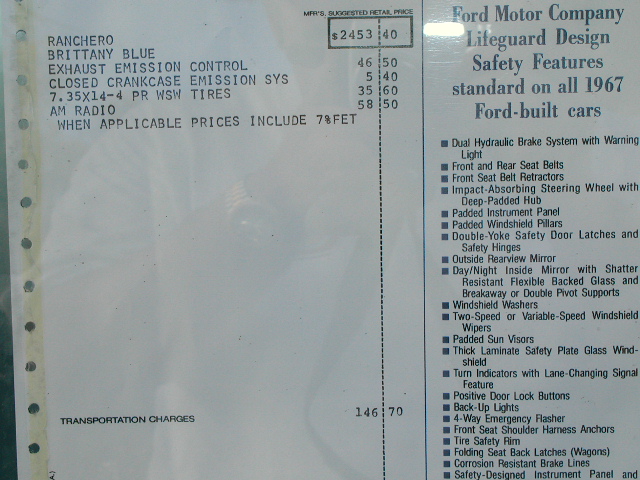 MFR'S. SUGGESTED RETAIL PRICE
RANCHERO $2453 40
BRITTANY BLUE
EXHAUST EMISSION CONTROL 46 50
CLOSED CRANKCASE EMISSION SYS 5 40
7.35X14-4 PR WSW TIRES 35 60
AM RADIO 58 50
WHEN APPLICABLE PRICES INCLUDE 7%FET
TRANSPORTATION CHARGES 146 70
Ford Motor Company
Lifeguard Design
Safety Features
standard on all 1967
Ford-built cars
■ Dual Hydraulic Brake System with Warning
Light
■ Front and Rear Seat Belts
■ Front Seat Belt Retractors
■ Impact-Absorbing Steering Wheel with
Deep-Padded Hub
■ Padded Instrument Panel
■ Padded Windshield Pillars
■ Double-Yoke Safety Door Latches and
Safety Hinges
■ Outside Rearview Mirror
■ Day/Night Inside Mirror with Shatter
Resistant Flexible Backed Glass and
Breakaway or Double Pivot Supports
■ Windshield Washers
■ Two-Speed or Variable-Speed Windshield
Wipers
■ Padded Sun Visors
■ Thick Laminate Safety Plate Glass Wind-
shield
■ Turn Indicators with Lane-Changing Signal
Feature
■ Positive Door Lock Buttons
■ Back-Up Lights
■ 4-Way Emergency Flasher
■ Front Seat Shoulder Harness Anchors
■ Tire Safety Rim
■ Folding Seat Back Latches (Wagons)
■ Corrosion Resistant Brake Lines
■ Safety-Designed Instrument Panel and